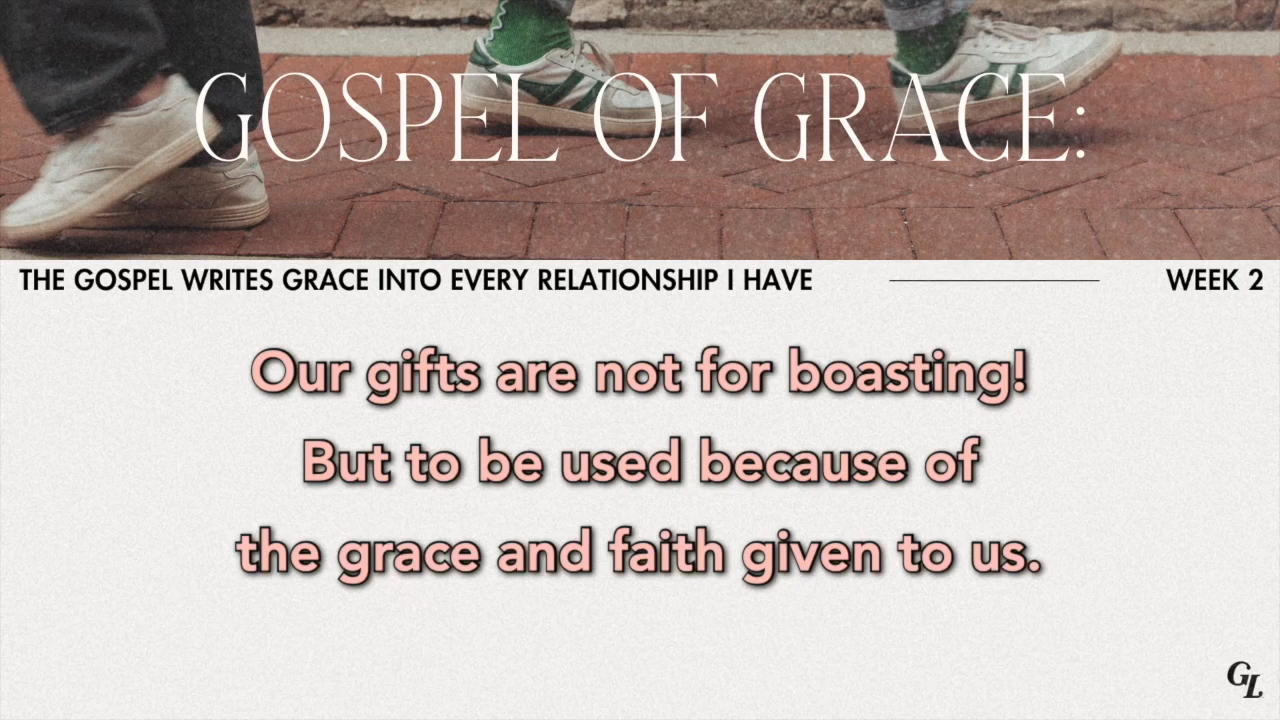 GOSPEL OF GRACE:
THE GOSPEL WRITES GRACE INTO EVERY RELATIONSHIP I HAVE WEEK 2
Our gifts are not for boasting!
But to be used because of
the grace and faith given to us.
GL